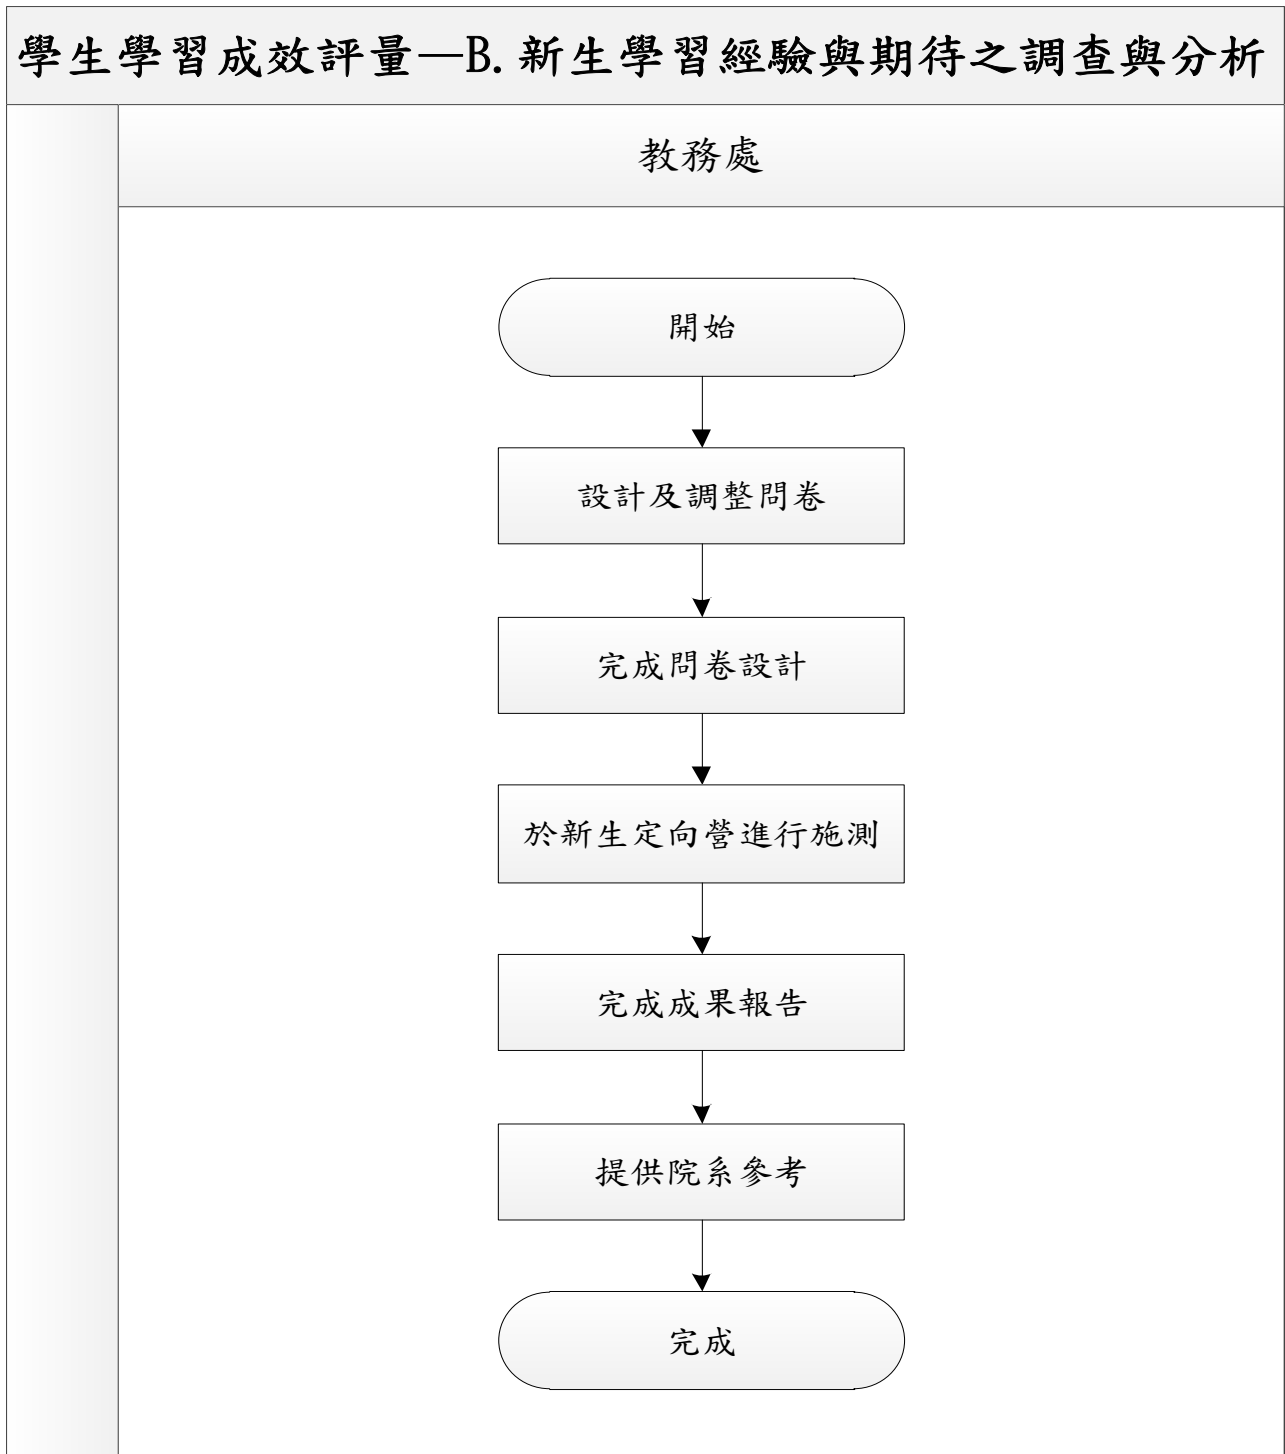 學生學習成效評量—B.新生學習經驗與期待之調查與分析
教務處
開始
設計及調整問卷
完成問卷設計
於新生定向營進行施測
完成成果報告
提供院系參考
完成